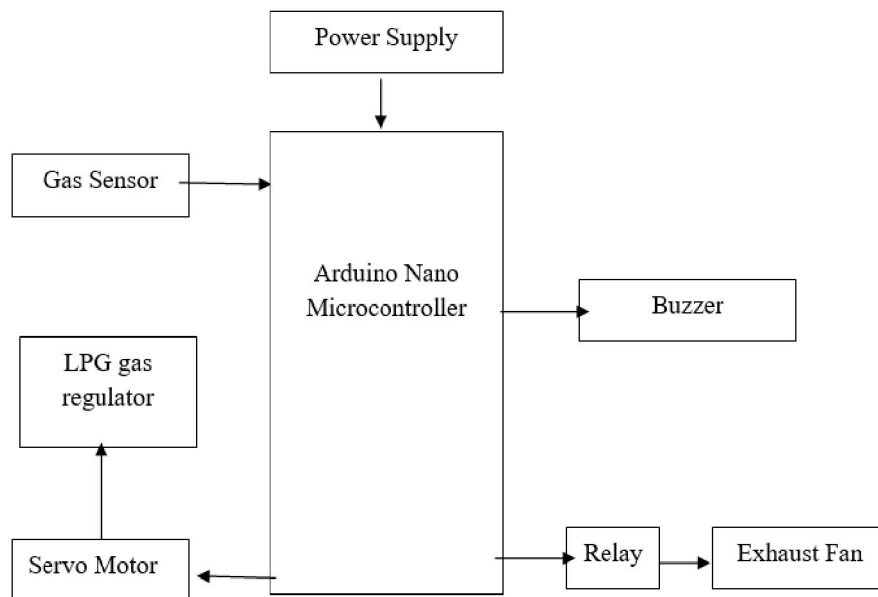 Power Supply
Gas Sensor
Arduino Nano
Microcontroller
Buzzer
LPG gas
regulator
Servo Motor
Relay
Exhaust Fan